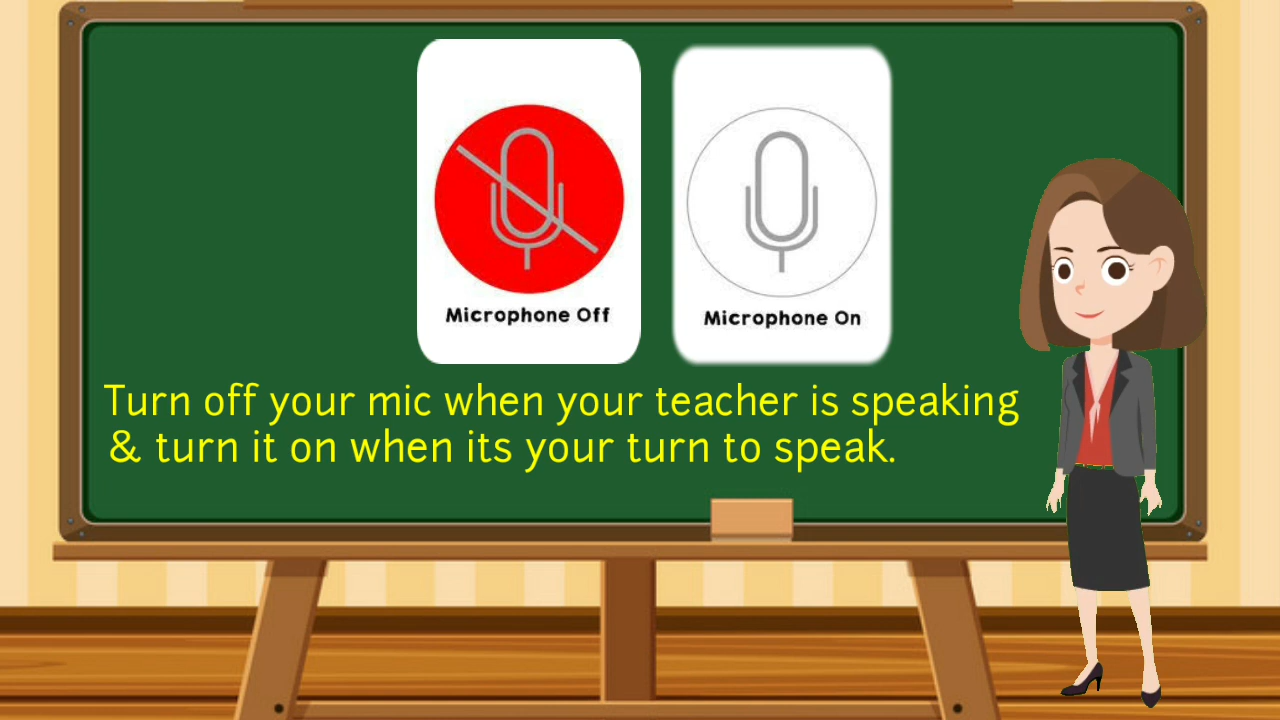 Microphone Off
Microphone On
Turn off your mic when your teacher is speaking
& turn it on when its your turn to speak.